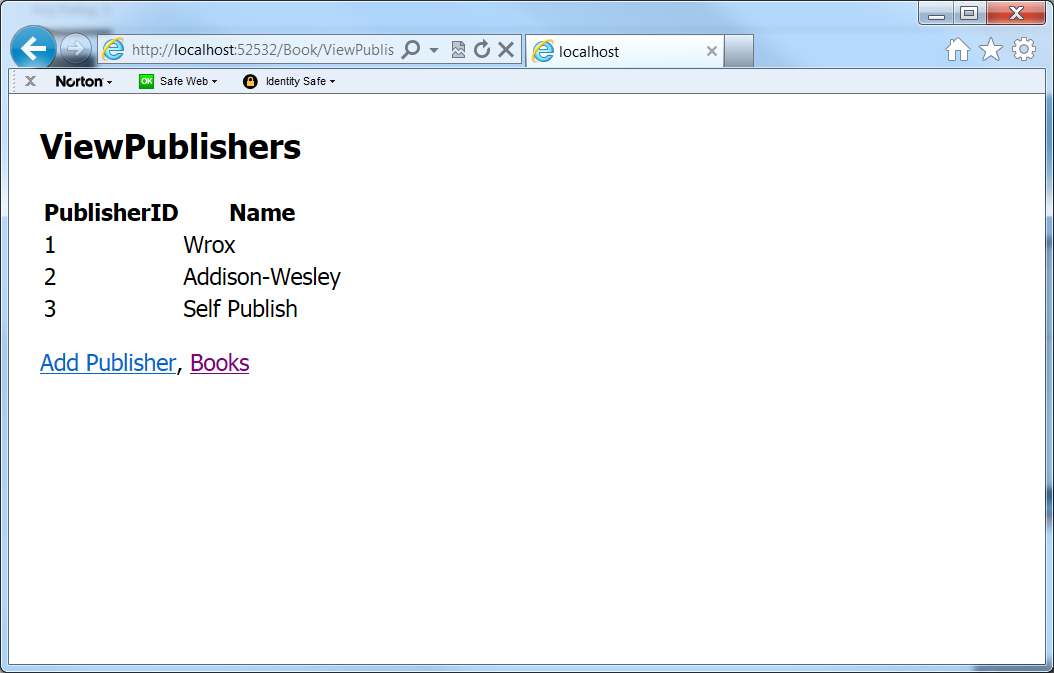 http://localhost:52532/Book/ViewPublis
localhost
Norton
OK Safe Web
Identity Safe
ViewPublishers
PublisherID Name
1 Wrox
2 Addison-Wesley
3 Self Publish
Add Publisher, Books